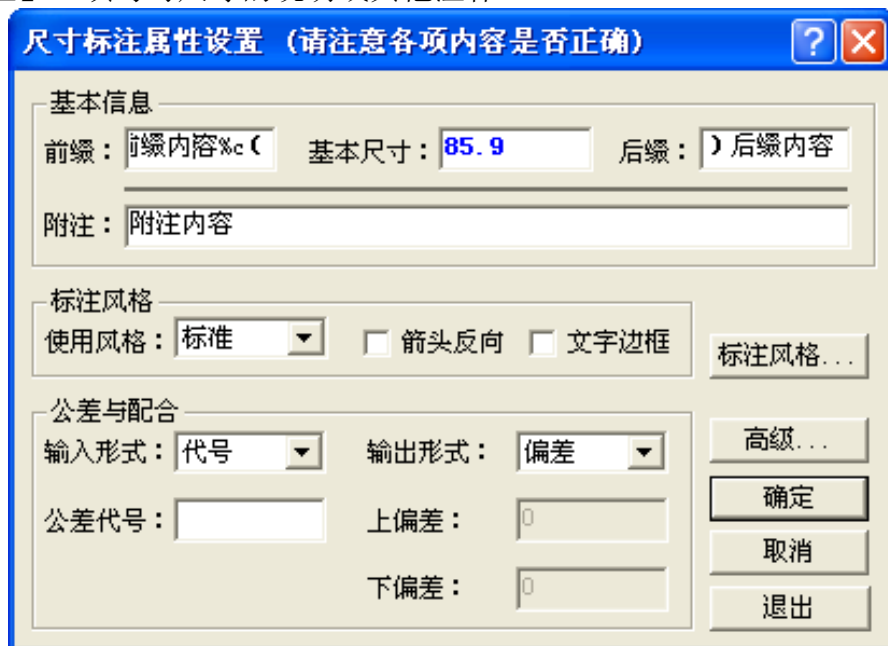 尺寸标注属性设置 (请注意各项内容是否正确)
基本信息
前缀： 前缀内容%c( 基本尺寸： 85.9 后缀： )后缀内容
附注： 附注内容
标注风格
使用风格： 标准 箭头反向 文字边框 标注风格...
公差与配合
输入形式： 代号 输出形式： 偏差 高级...
确定
公差代号： 上偏差： 0
取消
下偏差： 0
退出